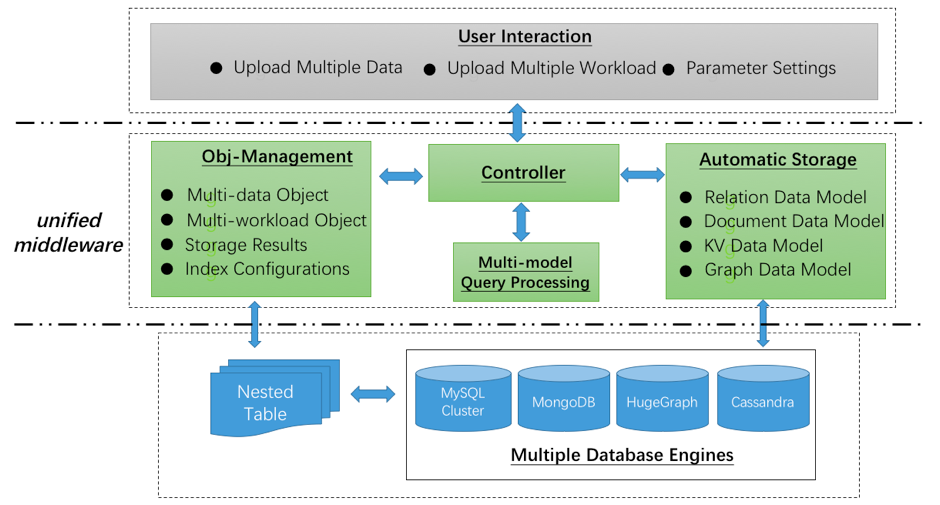 User Interaction
● Upload Multiple Data ● Upload Multiple Workload ● Parameter Settings
unified
middleware
Obj-Management
● Multi-data Object
● Multi-workload Object
● Storage Results
● Index Configurations
Controller
Multi-model
Query Processing
Automatic Storage
● Relation Data Model
● Document Data Model
● KV Data Model
● Graph Data Model
Nested
Table
MySQL
Cluster
MongoDB
HugeGraph
Cassandra
Multiple Database Engines